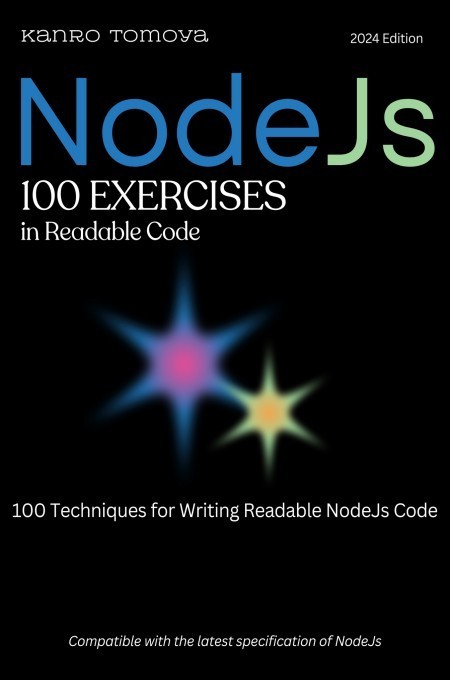 KANRO TOMOYA
2024 Edition
NodeJs
100 EXERCISES
in Readable Code
100 Techniques for Writing Readable NodeJs Code
Compatible with the latest specification of NodeJs